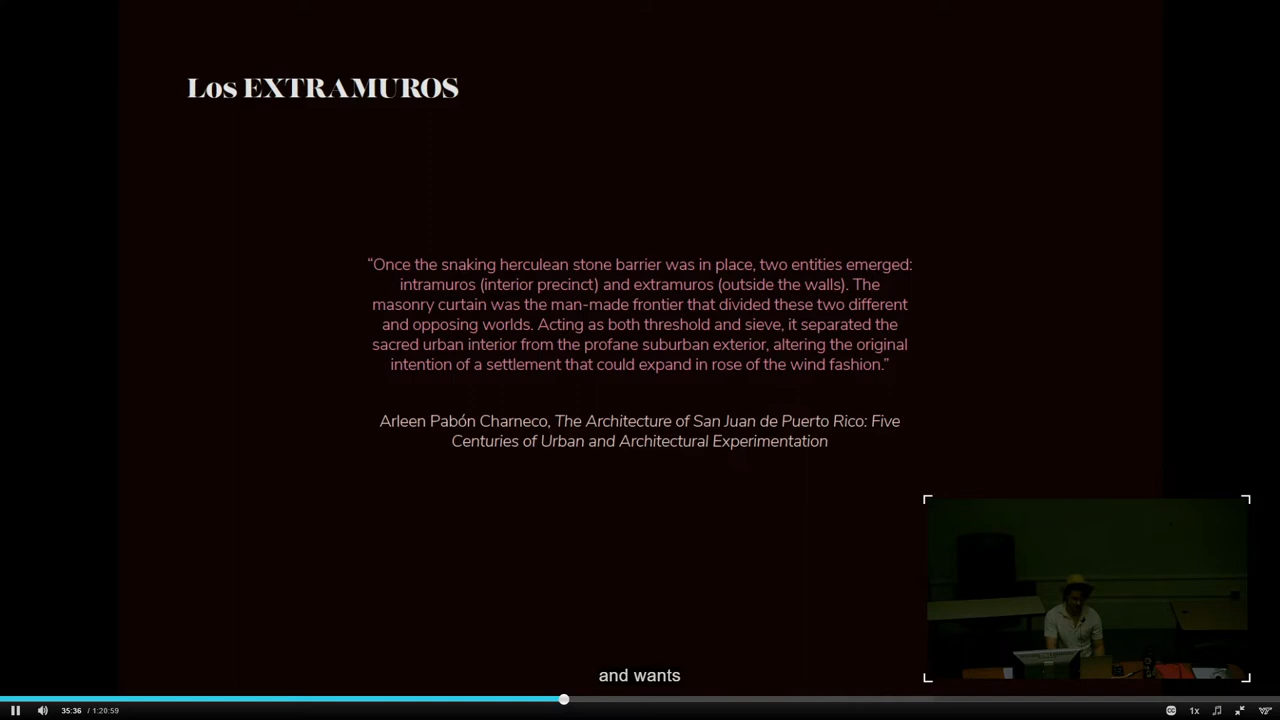 Los EXTRAMUROS
“Once the snaking herculean stone barrier was in place, two entities emerged:
intramuros (interior precinct) and extramuros (outside the walls). The
masonry curtain was the man-made frontier that divided these two different
and opposing worlds. Acting as both threshold and sieve, it separated the
sacred urban interior from the profane suburban exterior, altering the original
intention of a settlement that could expand in rose of the wind fashion.”
Arleen Pabón Charneco, The Architecture of San Juan de Puerto Rico: Five
Centuries of Urban and Architectural Experimentation
and wants
35:36 / 1:20:59
CC
1x